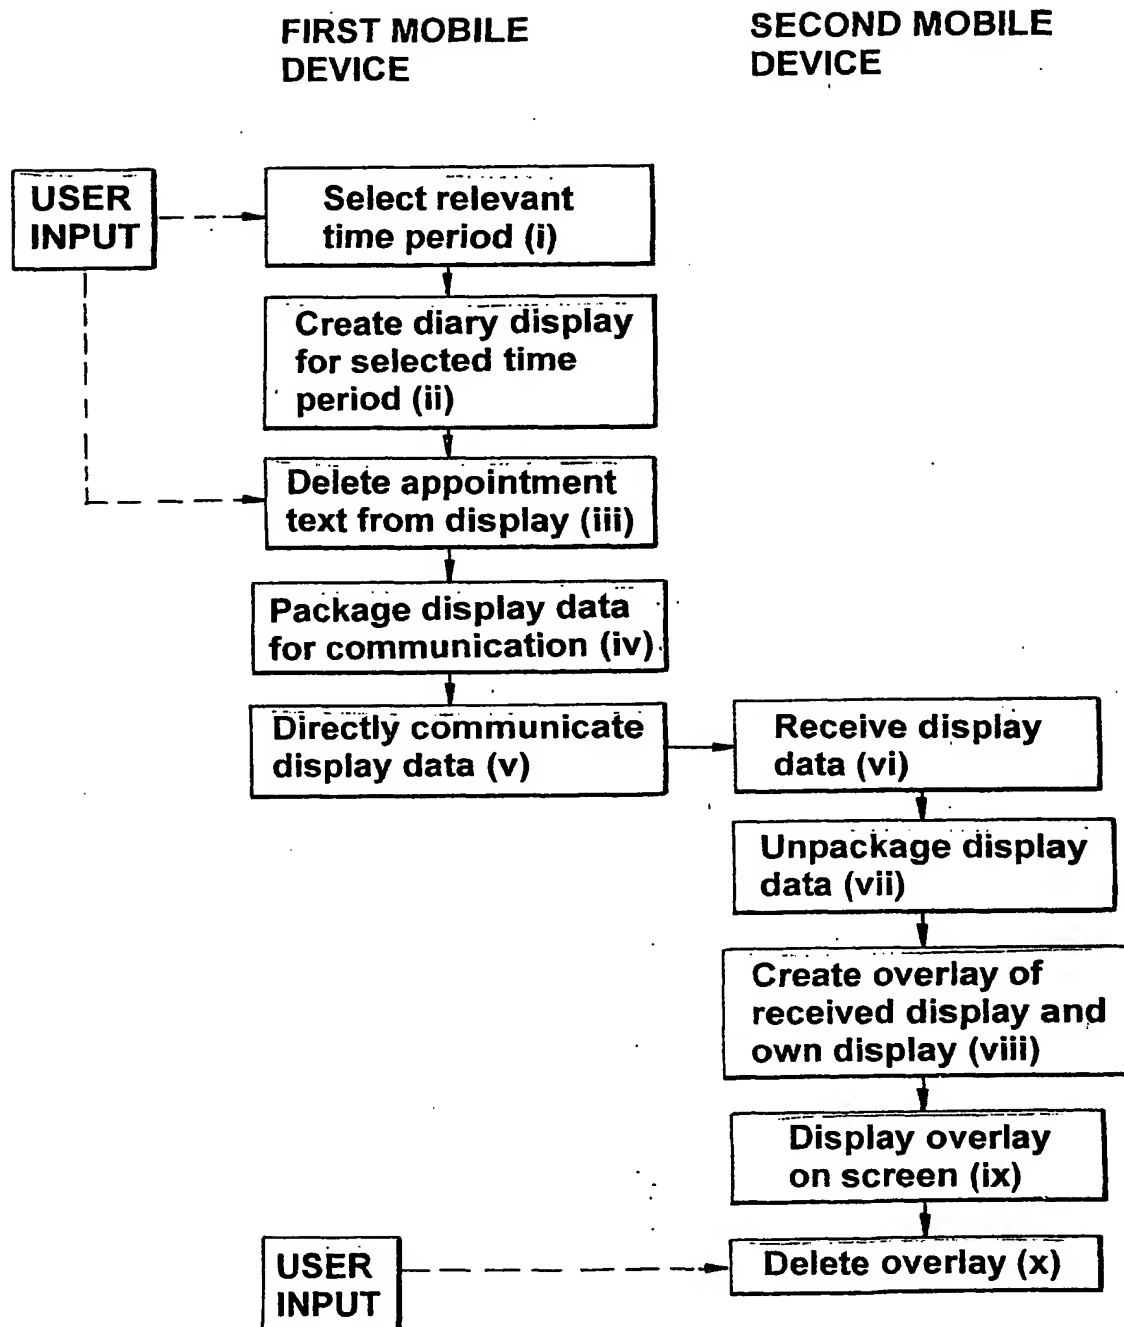 FIRST MOBILE
DEVICE
SECOND MOBILE
DEVICE
USER
INPUT
Select relevant
time period (i)
Create diary display
for selected time
period (ii)
Delete appointment
text from display (iii)
Package display data
for communication (iv)
Directly communicate
display data (v)
Receive display
data (vi)
Unpackage display
data (vii)
Create overlay of
received display and
own display (viii)
Display overlay
on screen (ix)
Delete overlay (x)
USER
INPUT